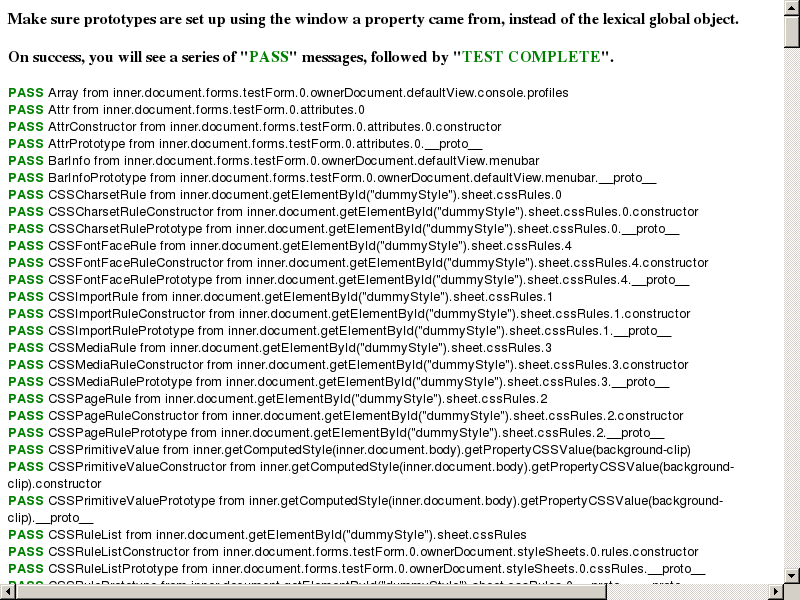 Make sure prototypes are set up using the window a property came from, instead of the lexical global object.
On success, you will see a series of "PASS" messages, followed by "TEST COMPLETE".
PASS Array from inner.document.forms.testForm.0.ownerDocument.defaultView.console.profiles
PASS Attr from inner.document.forms.testForm.0.attributes.0
PASS AttrConstructor from inner.document.forms.testForm.0.attributes.0.constructor
PASS AttrPrototype from inner.document.forms.testForm.0.attributes.0.__proto__
PASS BarInfo from inner.document.forms.testForm.0.ownerDocument.defaultView.menubar
PASS BarInfoPrototype from inner.document.forms.testForm.0.ownerDocument.defaultView.menubar.__proto__
PASS CSSCharsetRule from inner.document.getElementById("dummyStyle").sheet.cssRules.0
PASS CSSCharsetRuleConstructor from inner.document.getElementById("dummyStyle").sheet.cssRules.0.constructor
PASS CSSCharsetRulePrototype from inner.document.getElementById("dummyStyle").sheet.cssRules.0.__proto__
PASS CSSFontFaceRule from inner.document.getElementById("dummyStyle").sheet.cssRules.4
PASS CSSFontFaceRuleConstructor from inner.document.getElementById("dummyStyle").sheet.cssRules.4.constructor
PASS CSSFontFaceRulePrototype from inner.document.getElementById("dummyStyle").sheet.cssRules.4.__proto__
PASS CSSImportRule from inner.document.getElementById("dummyStyle").sheet.cssRules.1
PASS CSSImportRuleConstructor from inner.document.getElementById("dummyStyle").sheet.cssRules.1.constructor
PASS CSSImportRulePrototype from inner.document.getElementById("dummyStyle").sheet.cssRules.1.__proto__
PASS CSSMediaRule from inner.document.getElementById("dummyStyle").sheet.cssRules.3
PASS CSSMediaRuleConstructor from inner.document.getElementById("dummyStyle").sheet.cssRules.3.constructor
PASS CSSMediaRulePrototype from inner.document.getElementById("dummyStyle").sheet.cssRules.3.__proto__
PASS CSSPageRule from inner.document.getElementById("dummyStyle").sheet.cssRules.2
PASS CSSPageRuleConstructor from inner.document.getElementById("dummyStyle").sheet.cssRules.2.constructor
PASS CSSPageRulePrototype from inner.document.getElementById("dummyStyle").sheet.cssRules.2.__proto__
PASS CSSPrimitiveValue from inner.getComputedStyle(inner.document.body).getPropertyCSSValue(background-clip)
PASS CSSPrimitiveValueConstructor from inner.getComputedStyle(inner.document.body).getPropertyCSSValue(background-
clip).constructor
PASS CSSPrimitiveValuePrototype from inner.getComputedStyle(inner.document.body).getPropertyCSSValue(background-
clip).__proto__
PASS CSSRuleList from inner.document.getElementById("dummyStyle").sheet.cssRules
PASS CSSRuleListConstructor from inner.document.forms.testForm.0.ownerDocument.styleSheets.0.rules.constructor
PASS CSSRuleListPrototype from inner.document.forms.testForm.0.ownerDocument.styleSheets.0.cssRules.__proto__